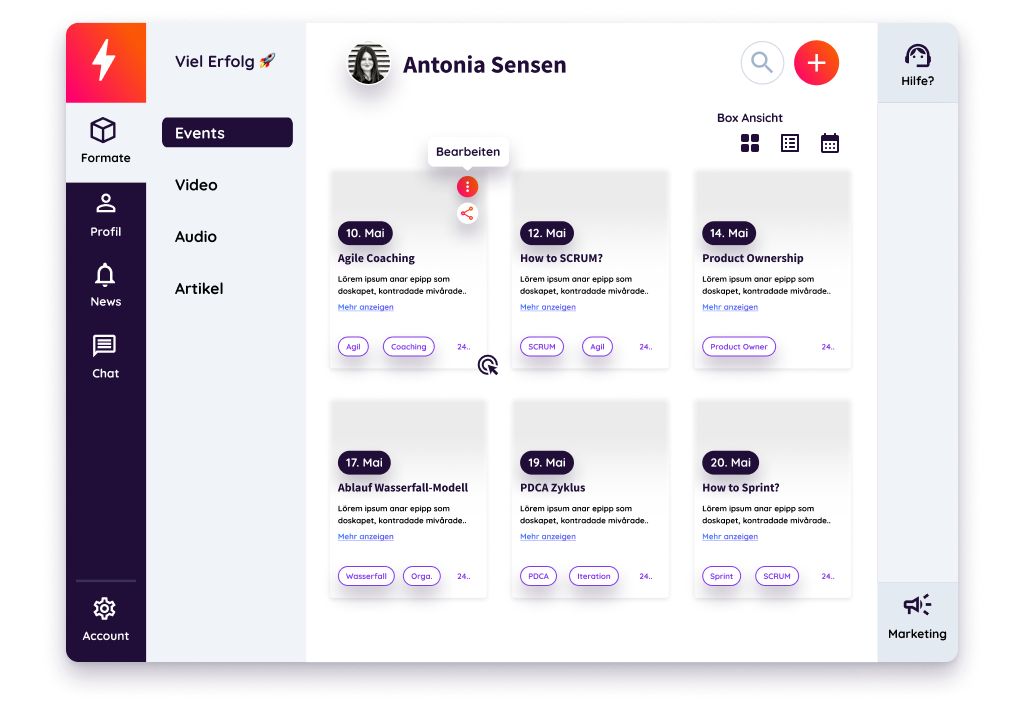 Viel Erfolg 🚀
Antonia Sensen
Hilfe?
Formate
Profil
News
Chat
Account
Events
Video
Audio
Artikel
Box Ansicht
Bearbeiten
10. Mai
Agile Coaching
Lörem ipsum anar epipp som
doskapet, kontradade mivårade..
Mehr anzeigen
Agil Coaching 24..
12. Mai
How to SCRUM?
Lörem ipsum anar epipp som
doskapet, kontradade mivårade..
Mehr anzeigen
SCRUM Agil 24..
14. Mai
Product Ownership
Lörem ipsum anar epipp som
doskapet, kontradade mivårade..
Mehr anzeigen
Product Owner 24..
17. Mai
Ablauf Wasserfall-Modell
Lörem ipsum anar epipp som
doskapet, kontradade mivårade..
Mehr anzeigen
Wasserfall Orga. 24..
19. Mai
PDCA Zyklus
Lörem ipsum anar epipp som
doskapet, kontradade mivårade..
Mehr anzeigen
PDCA Iteration 24..
20. Mai
How to Sprint?
Lörem ipsum anar epipp som
doskapet, kontradade mivårade..
Mehr anzeigen
Sprint SCRUM 24..
Marketing